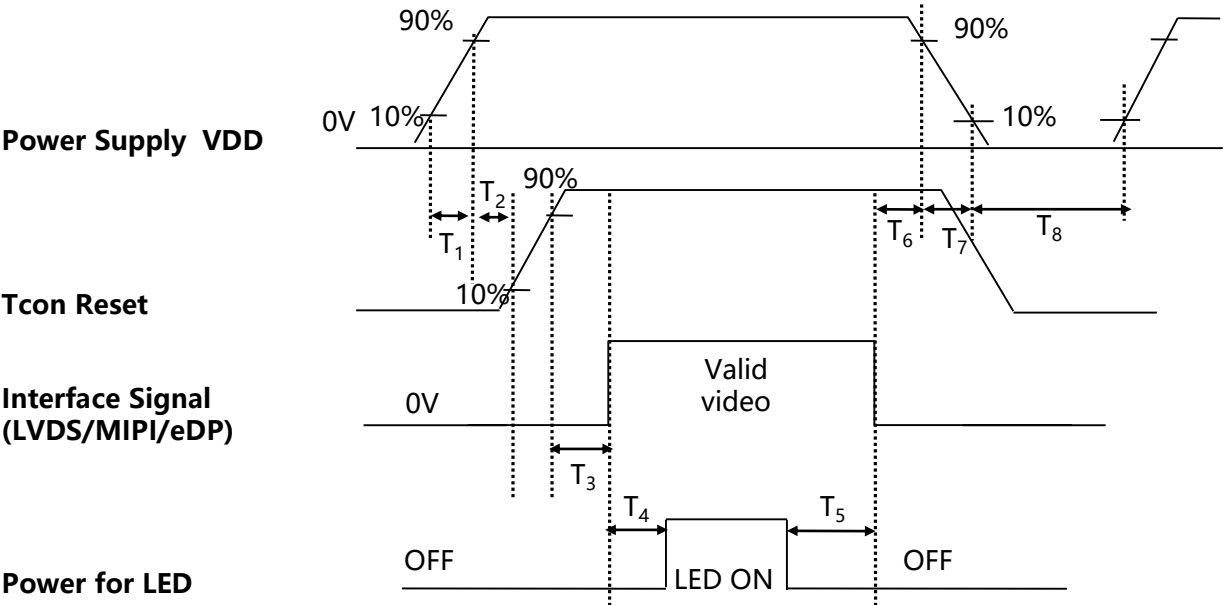 90%
90%
0V
10%
10%
Power Supply VDD
T2
90%
T1
T6
T7
T8
10%
Tcon Reset
Valid
video
Interface Signal
0V
(LVDS/MIPI/eDP)
T3
T4
T5
OFF
OFF
LED ON
Power for LED